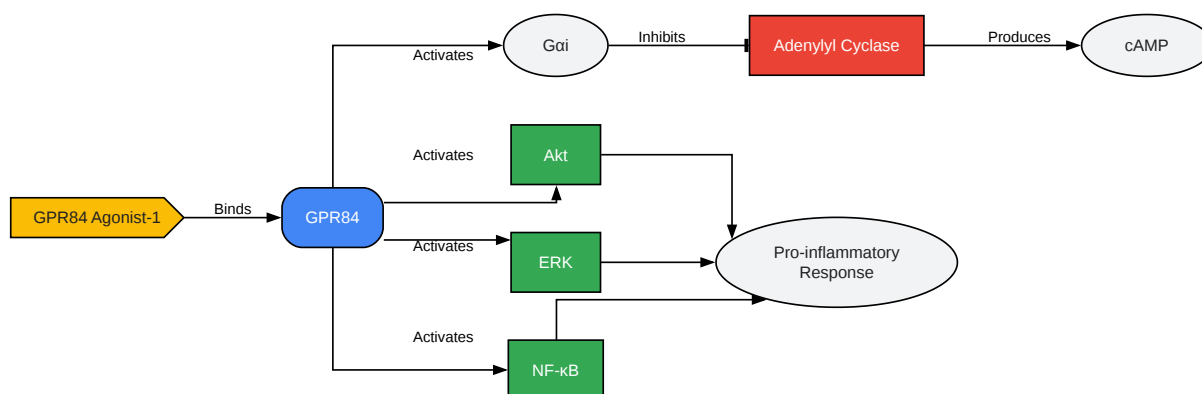 Gαi
Inhibits
Adenylyl Cyclase
Produces
cAMP
Activates
Activates
Akt
GPR84 Agonist-1
Binds
GPR84
Activates
ERK
Pro-inflammatory
Response
Activates
NF-κB